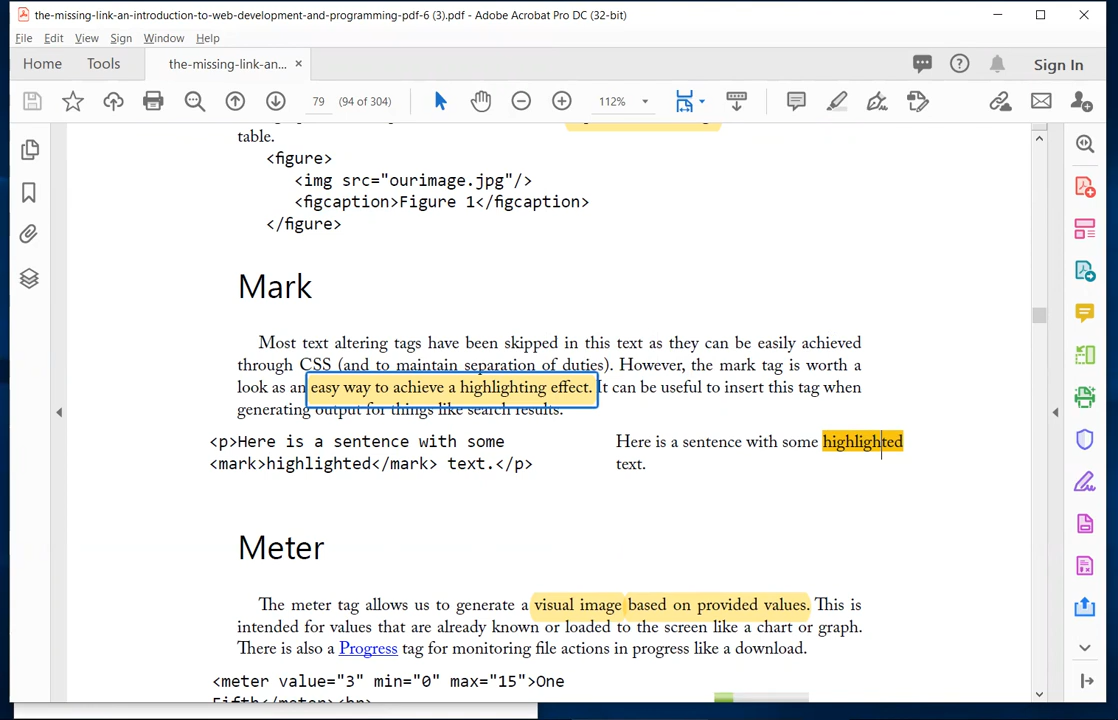 the-missing-link-an-introduction-to-web-development-and-programming-pdf-6 (3).pdf - Adobe Acrobat Pro DC (32-bit)
File Edit View Sign Window Help
Home Tools the-missing-link-an... × Sign In
79 (94 of 304) 112%
table.
<figure>
<img src="ourimage.jpg"/>
<figcaption>Figure 1</figcaption>
</figure>
Mark
Most text altering tags have been skipped in this text as they can be easily achieved
through CSS (and to maintain separation of duties). However, the mark tag is worth a
look as an easy way to achieve a highlighting effect. It can be useful to insert this tag when
generating output for things like search results.
<p>Here is a sentence with some
<mark>highlighted</mark> text.</p>
Here is a sentence with some highlighted
text.
Meter
The meter tag allows us to generate a visual image based on provided values. This is
intended for values that are already known or loaded to the screen like a chart or graph.
There is also a Progress tag for monitoring file actions in progress like a download.
<meter value="3" min="0" max="15">One
Fifth</meter><br>